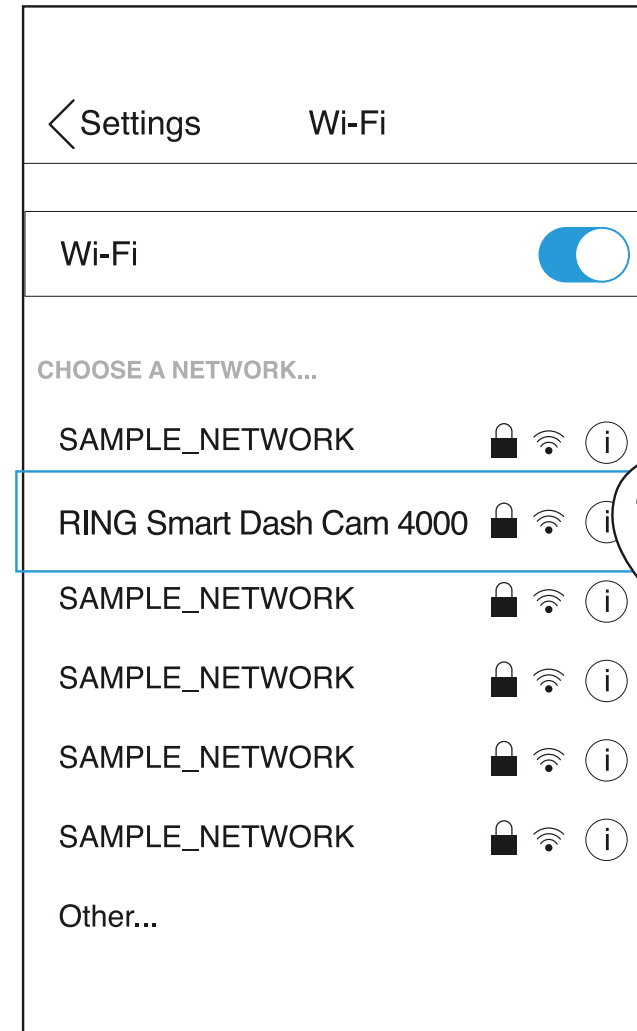 Settings Wi-Fi
Wi-Fi
CHOOSE A NETWORK...
SAMPLE_NETWORK
RING Smart Dash Cam 4000
SAMPLE_NETWORK
SAMPLE_NETWORK
SAMPLE_NETWORK
SAMPLE_NETWORK
Other...